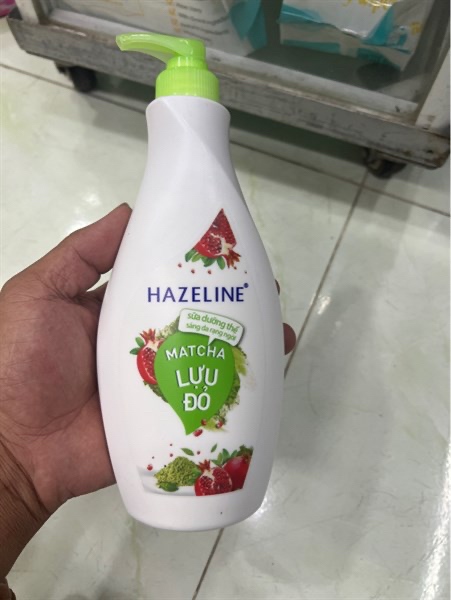 HAZELINE®
sữa dưỡng thể
sáng da rạng ngời
MATCHA
LỰU
ĐỎ